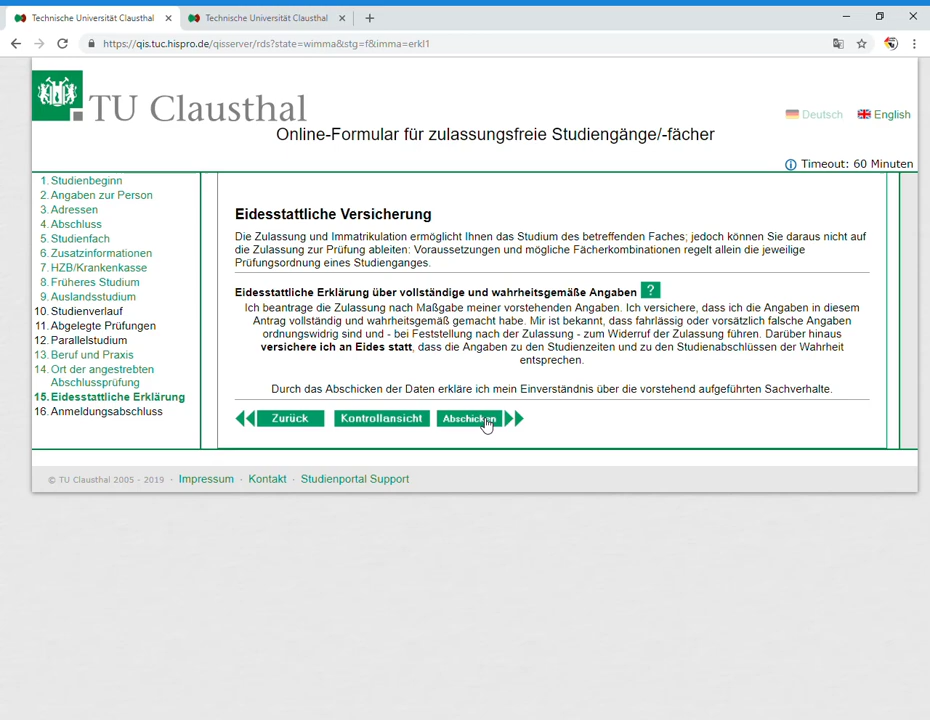 Technische Universität Clausthal
Technische Universität Clausthal
https://qis.tuc.hispro.de/qisserver/rds?state=wimma&stg=f&imma=erkl1
TU Clausthal
Deutsch
English
Online-Formular für zulassungsfreie Studiengänge/-fächer
Timeout: 60 Minuten
1. Studienbeginn
2. Angaben zur Person
3. Adressen
4. Abschluss
5. Studienfach
6. Zusatzinformationen
7. HZB/Krankenkasse
8. Früheres Studium
9. Auslandsstudium
10. Studienverlauf
11. Abgelegte Prüfungen
12. Parallelstudium
13. Beruf und Praxis
14. Ort der angestrebten
Abschlussprüfung
15. Eidesstattliche Erklärung
16. Anmeldungsabschluss
Eidesstattliche Versicherung
Die Zulassung und Immatrikulation ermöglicht Ihnen das Studium des betreffenden Faches; jedoch können Sie daraus nicht auf
die Zulassung zur Prüfung ableiten: Voraussetzungen und mögliche Fächerkombinationen regelt allein die jeweilige
Prüfungsordnung eines Studienganges.
Eidesstattliche Erklärung über vollständige und wahrheitsgemäße Angaben ?
Ich beantrage die Zulassung nach Maßgabe meiner vorstehenden Angaben. Ich versichere, dass ich die Angaben in diesem
Antrag vollständig und wahrheitsgemäß gemacht habe. Mir ist bekannt, dass fahrlässig oder vorsätzlich falsche Angaben
ordnungswidrig sind und - bei Feststellung nach der Zulassung - zum Widerruf der Zulassung führen. Darüber hinaus
versichere ich an Eides statt, dass die Angaben zu den Studienzeiten und zu den Studienabschlüssen der Wahrheit
entsprechen.
Durch das Abschicken der Daten erkläre ich mein Einverständnis über die vorstehend aufgeführten Sachverhalte.
Zurück
Kontrollansicht
Abschicken
© TU Clausthal 2005 - 2019 - Impressum - Kontakt - Studienportal Support